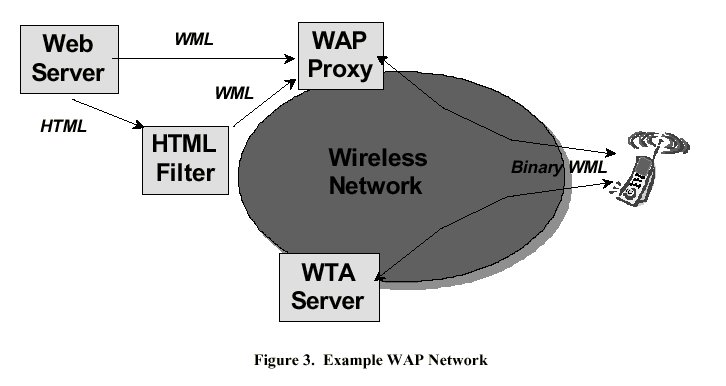 Web
Server
WML
WAP
Proxy
WML
HTML
HTML
Filter
Wireless
Network
Binary WML
WTA
Server
Figure 3. Example WAP Network